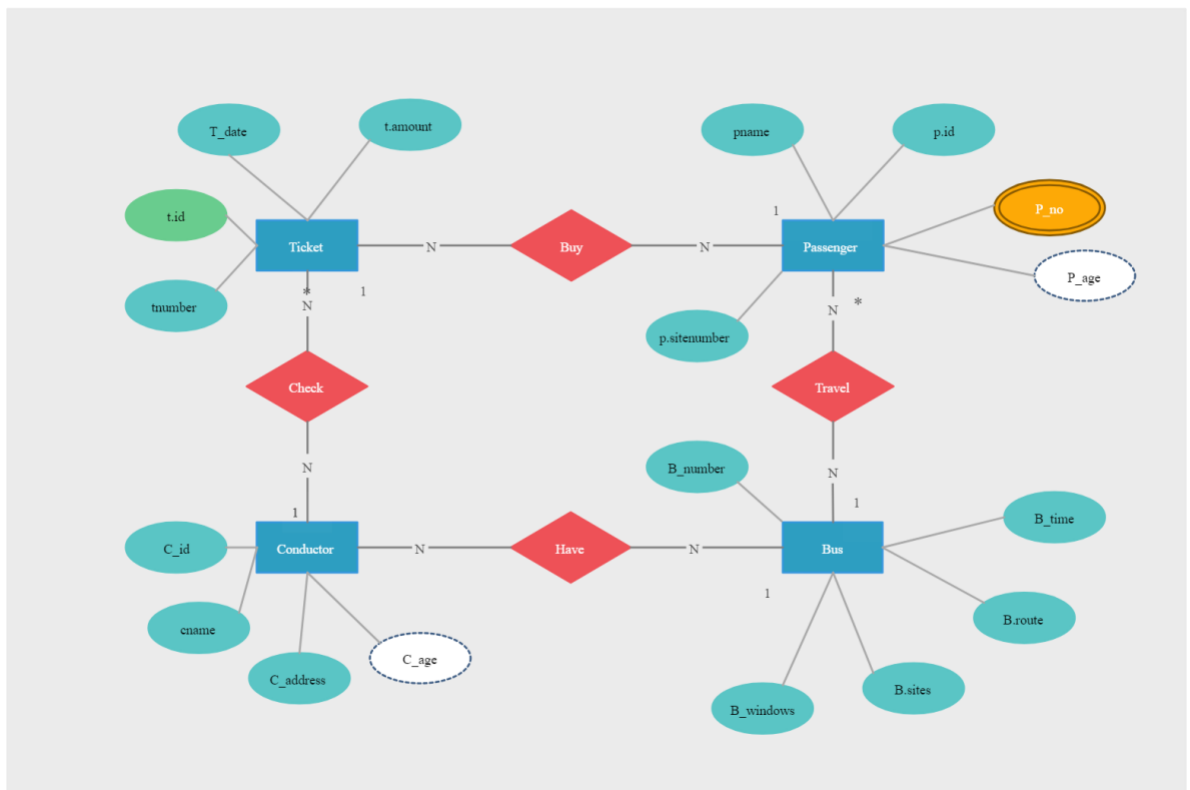 T_date
t.amount
pname
p.id
t.id
P_no
1
Ticket
N
Buy
N
Passenger
P_age
*
1
N
tnumber
*
N
p.sitenumber
Check
Travel
N
B_number
N
1
1
B_time
C_id
Conductor
N
Have
N
Bus
1
B.route
cname
C_address
C_age
B_windows
B.sites